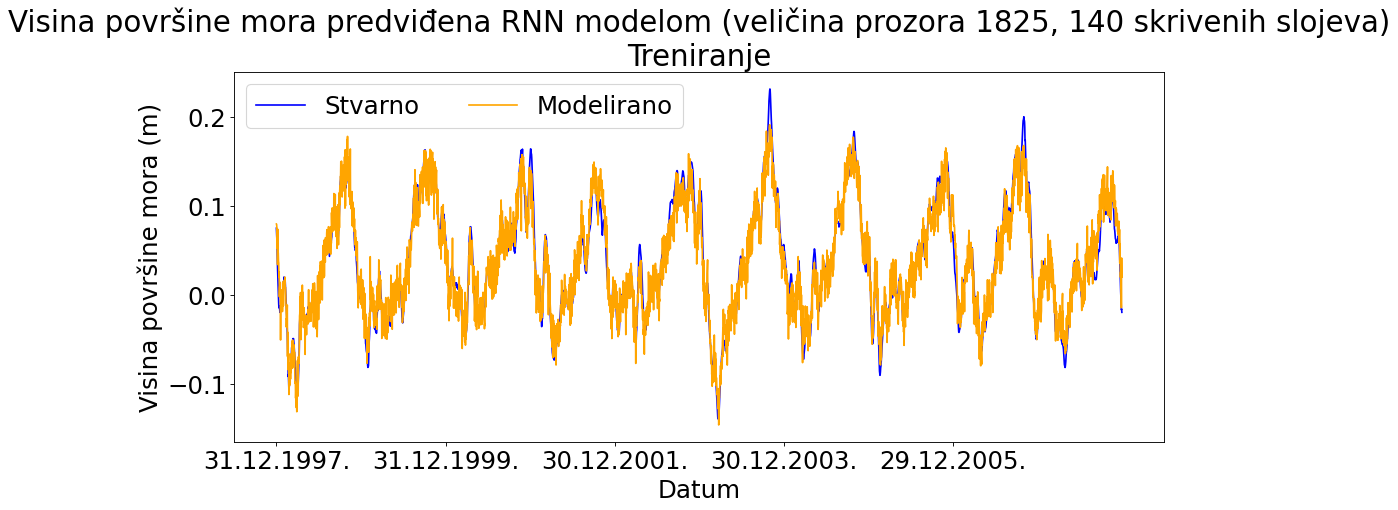 Visina površine mora predviđena RNN modelom (veličina prozora 1825, 140 skrivenih slojeva)
Treniranje
Stvarno Modelirano
Visina površine mora (m)
0.2
0.1
0.0
−0.1
31.12.1997. 31.12.1999. 30.12.2001. 30.12.2003. 29.12.2005.
Datum